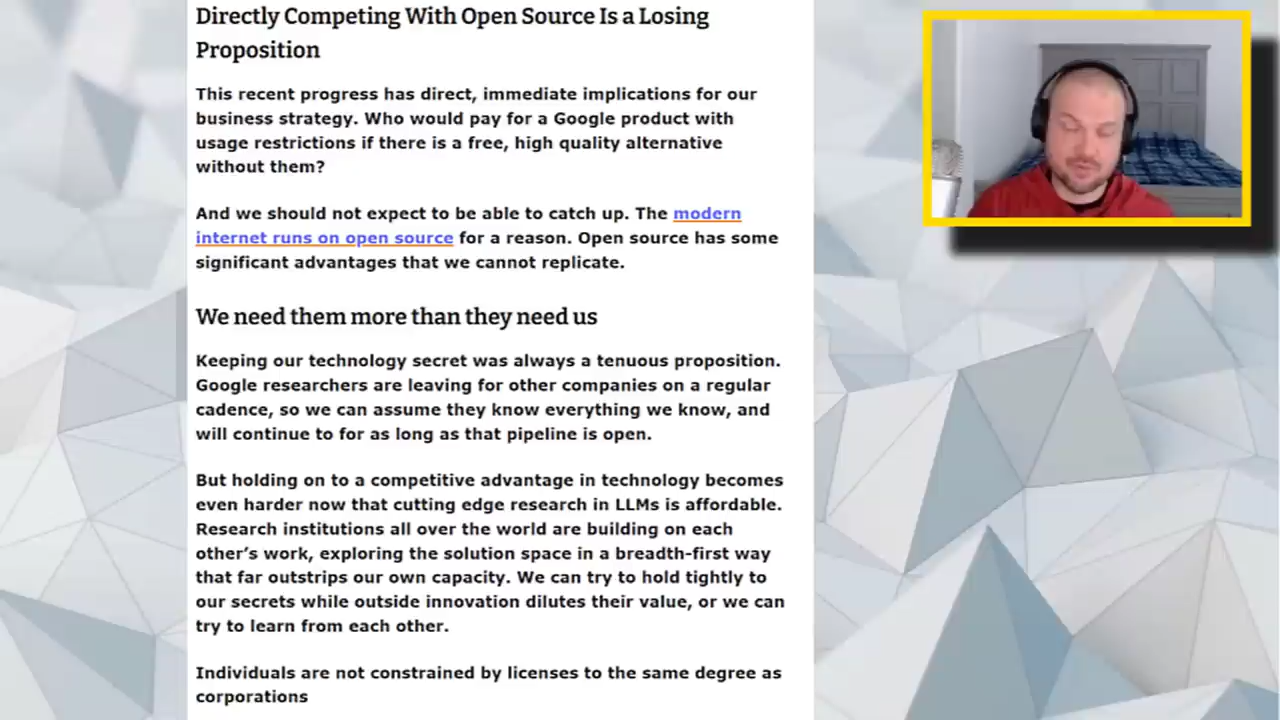 Directly Competing With Open Source Is a Losing
Proposition
This recent progress has direct, immediate implications for our
business strategy. Who would pay for a Google product with
usage restrictions if there is a free, high quality alternative
without them?
And we should not expect to be able to catch up. The modern
internet runs on open source for a reason. Open source has some
significant advantages that we cannot replicate.
We need them more than they need us
Keeping our technology secret was always a tenuous proposition.
Google researchers are leaving for other companies on a regular
cadence, so we can assume they know everything we know, and
will continue to for as long as that pipeline is open.
But holding on to a competitive advantage in technology becomes
even harder now that cutting edge research in LLMs is affordable.
Research institutions all over the world are building on each
other’s work, exploring the solution space in a breadth-first way
that far outstrips our own capacity. We can try to hold tightly to
our secrets while outside innovation dilutes their value, or we can
try to learn from each other.
Individuals are not constrained by licenses to the same degree as
corporations